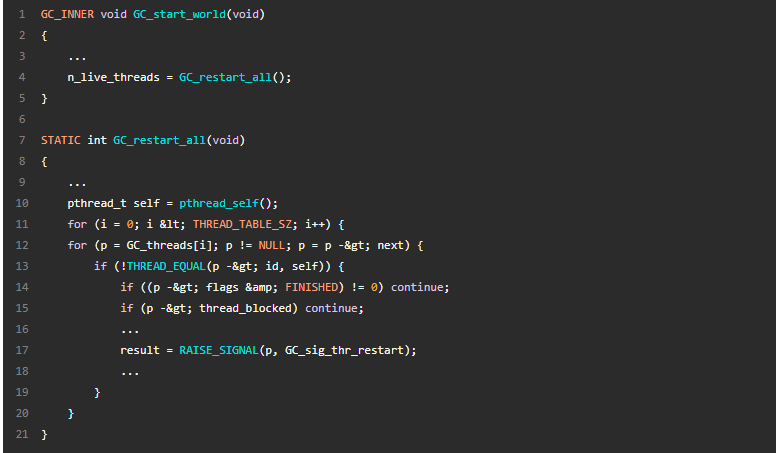 1 GC_INNER void GC_start_world(void)
2 {
3 ...
4 n_live_threads = GC_restart_all();
5 }
6
7 STATIC int GC_restart_all(void)
8 {
9 ...
10 pthread_t self = pthread_self();
11 for (i = 0; i &lt; THREAD_TABLE_SZ; i++) {
12 for (p = GC_threads[i]; p != NULL; p = p -&gt; next) {
13 if (!THREAD_EQUAL(p -&gt; id, self)) {
14 if ((p -&gt; flags &amp; FINISHED) != 0) continue;
15 if (p -&gt; thread_blocked) continue;
16 ...
17 result = RAISE_SIGNAL(p, GC_sig_thr_restart);
18 ...
19 }
20 }
21 }